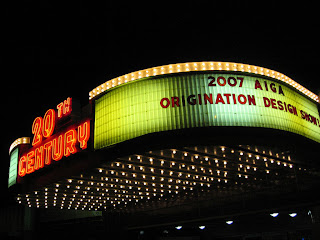 20TH
CENTURY
2007 AIGA
ORIGINATION DESIGN SHOW